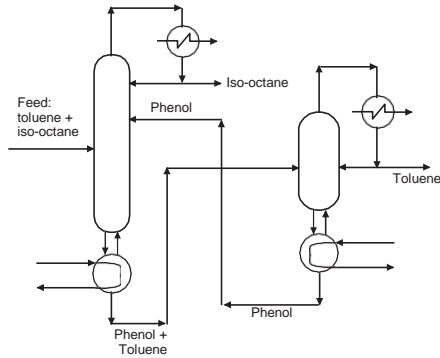 Iso-octane
Feed:
toluene +
iso-octane
Phenol
Toluene
Phenol
Phenol +
Toluene